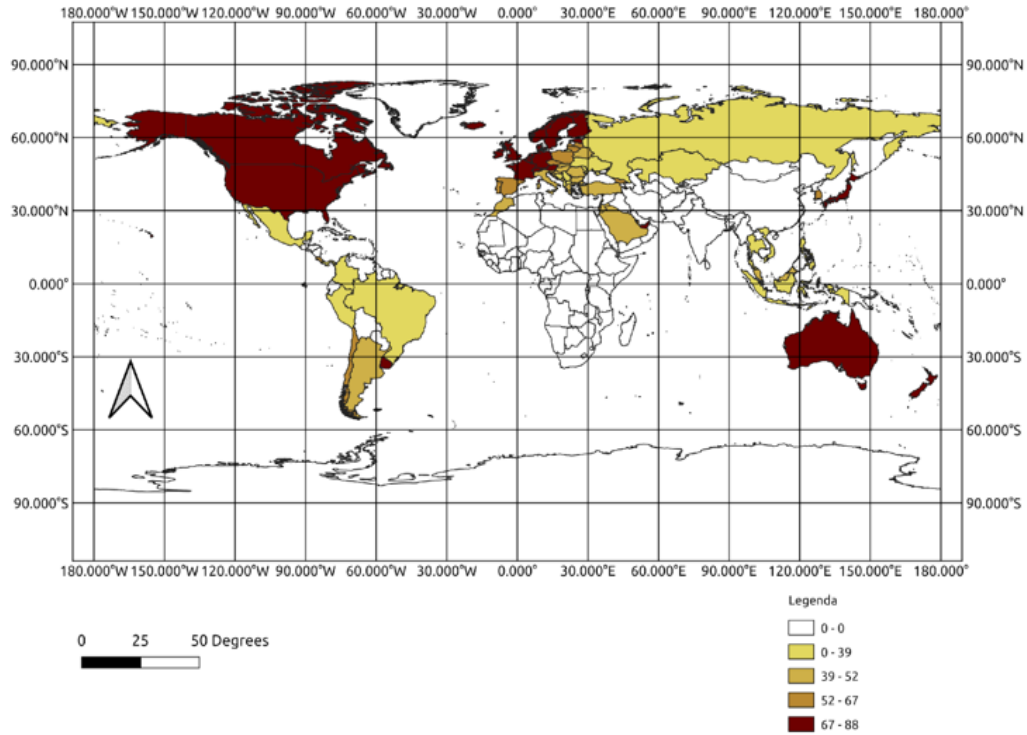 180.000°W 150.000°W 120.000°W 90.000°W 60.000°W 30.000°W 0.000° 30.000°E 60.000°E 90.000°E 120.000°E 150.000°E 180.000°
90.000°N 90.000°N
60.000°N 60.000°N
30.000°N 30.000°N
0.000° 0.000°
30.000°S 30.000°S
60.000°S 60.000°S
90.000°S 90.000°S
180.000°W 150.000°W 120.000°W 90.000°W 60.000°W 30.000°W 0.000° 30.000°E 60.000°E 90.000°E 120.000°E 150.000°E 180.000°
Legenda
0 - 0
0 - 39
39 - 52
52 - 67
67 - 88
0 25 50 Degrees